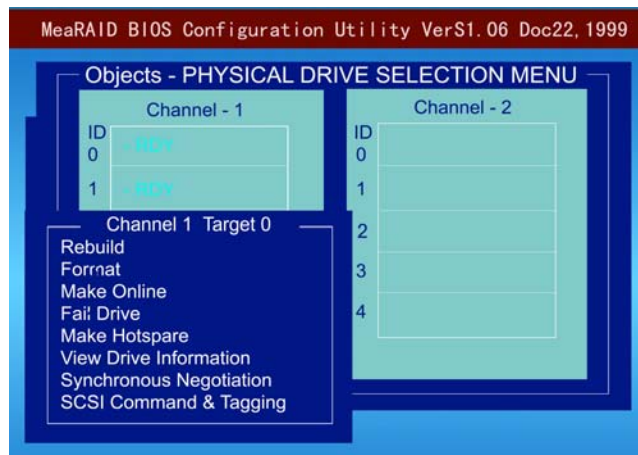 MeaRAID BIOS Configuration Utility VerS1.06 Doc22,1999
Objects - PHYSICAL DRIVE SELECTION MENU
Channel - 1
ID
0 - RDY
1 - RDY
Channel - 2
ID
0
1
2
3
4
Channel 1 Target 0
Rebuild
Format
Make Online
Fail Drive
Make Hotspare
View Drive Information
Synchronous Negotiation
SCSI Command & Tagging